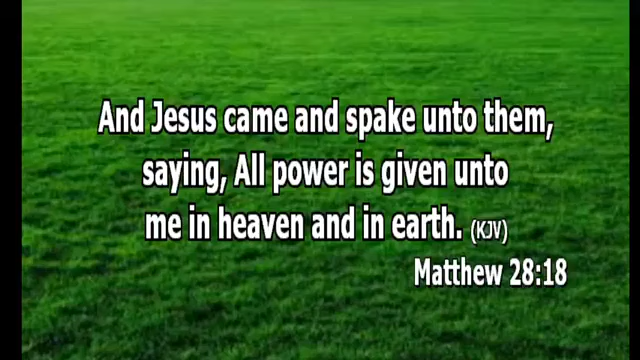 And Jesus came and spake unto them,
saying, All power is given unto
me in heaven and in earth. (KJV)
Matthew 28:18